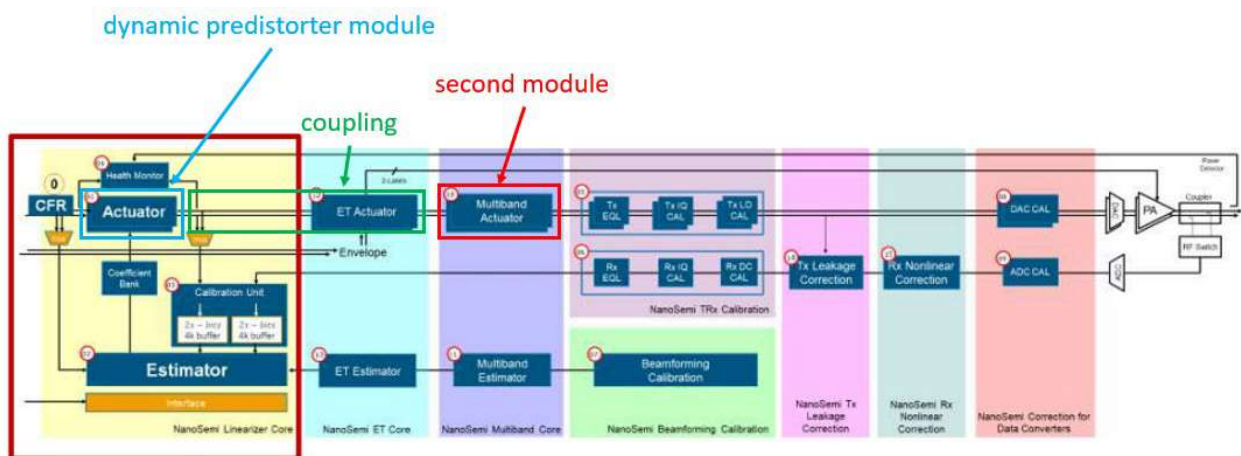 dynamic predistorter module
second module
coupling
Health Monitor
2-Lanes
Power
Detector
0
CFR
Actuator
ET Actuator
Multiband
Actuator
Tx
EQL
Tx IQ
CAL
Tx LO
CAL
DAC CAL
DAC
PA
Coupler
Envelope
RF Switch
Coefficient
Bank
Calibration Unit
4k buffer
4k buffer
Rx
EQL
Rx IQ
CAL
Rx DC
CAL
Tx Leakage
Correction
Rx Nonlinear
Correction
ADC CAL
ADC
NanoSemi TRx Calibration
Estimator
ET Estimator
Multiband
Estimator
Beamforming
Calibration
Interface
NanoSemi Linearizer Core
NanoSemi ET Core
NanoSemi Multiband Core
NanoSemi Beamforming Calibration
NanoSemi Tx
Leakage
Correction
NanoSemi Rx
Nonlinear
Correction
NanoSemi Correction for
Data Converters